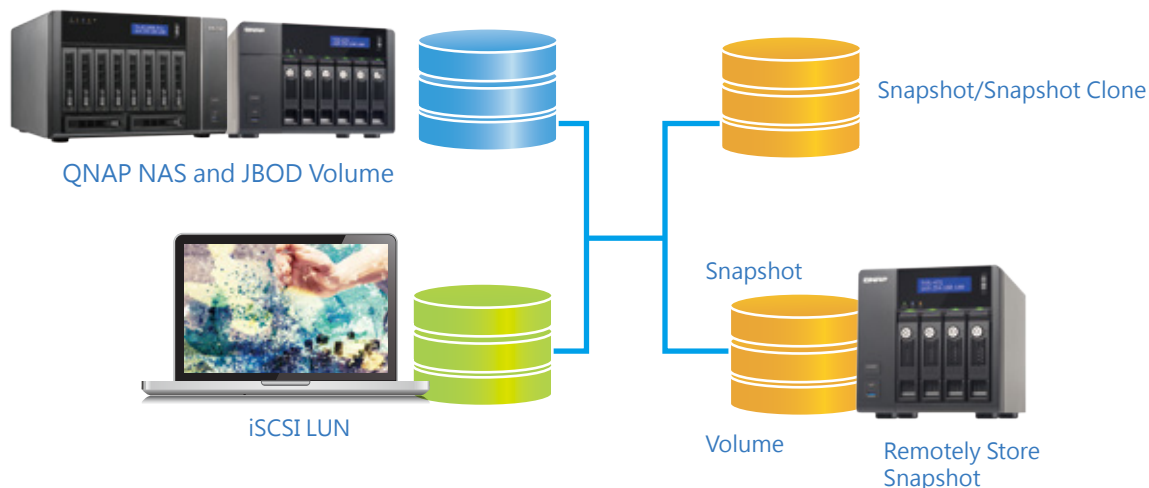 QNAP NAS and JBOD Volume
Snapshot/Snapshot Clone
iSCSI LUN
Snapshot
Volume
Remotely Store
Snapshot